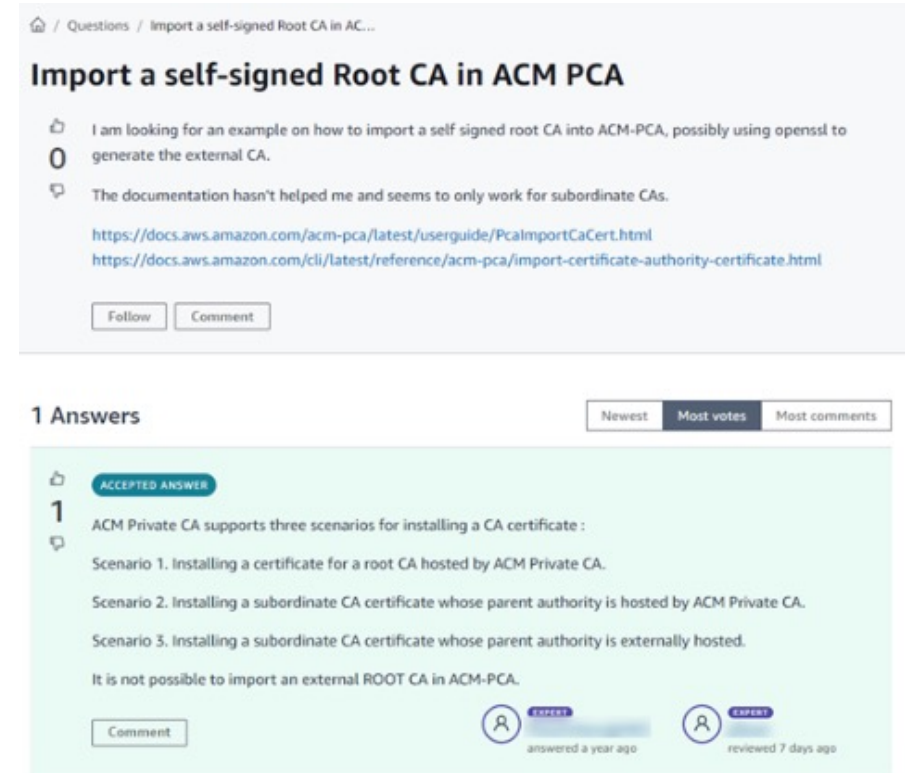 / Questions / Import a self-signed Root CA in AC...
Import a self-signed Root CA in ACM PCA
0
I am looking for an example on how to import a self signed root CA into ACM-PCA, possibly using openssl to
generate the external CA.
The documentation hasn't helped me and seems to only work for subordinate CAs.
https://docs.aws.amazon.com/acm-pca/latest/userguide/PcaImportCaCert.html
https://docs.aws.amazon.com/cli/latest/reference/acm-pca/import-certificate-authority-certificate.html
Follow Comment
1 Answers
Newest Most votes Most comments
ACCEPTED ANSWER
1
ACM Private CA supports three scenarios for installing a CA certificate :
Scenario 1. Installing a certificate for a root CA hosted by ACM Private CA.
Scenario 2. Installing a subordinate CA certificate whose parent authority is hosted by ACM Private CA.
Scenario 3. Installing a subordinate CA certificate whose parent authority is externally hosted.
It is not possible to import an external ROOT CA in ACM-PCA.
Comment
EXPERT EXPERT
answered a year ago reviewed 7 days ago